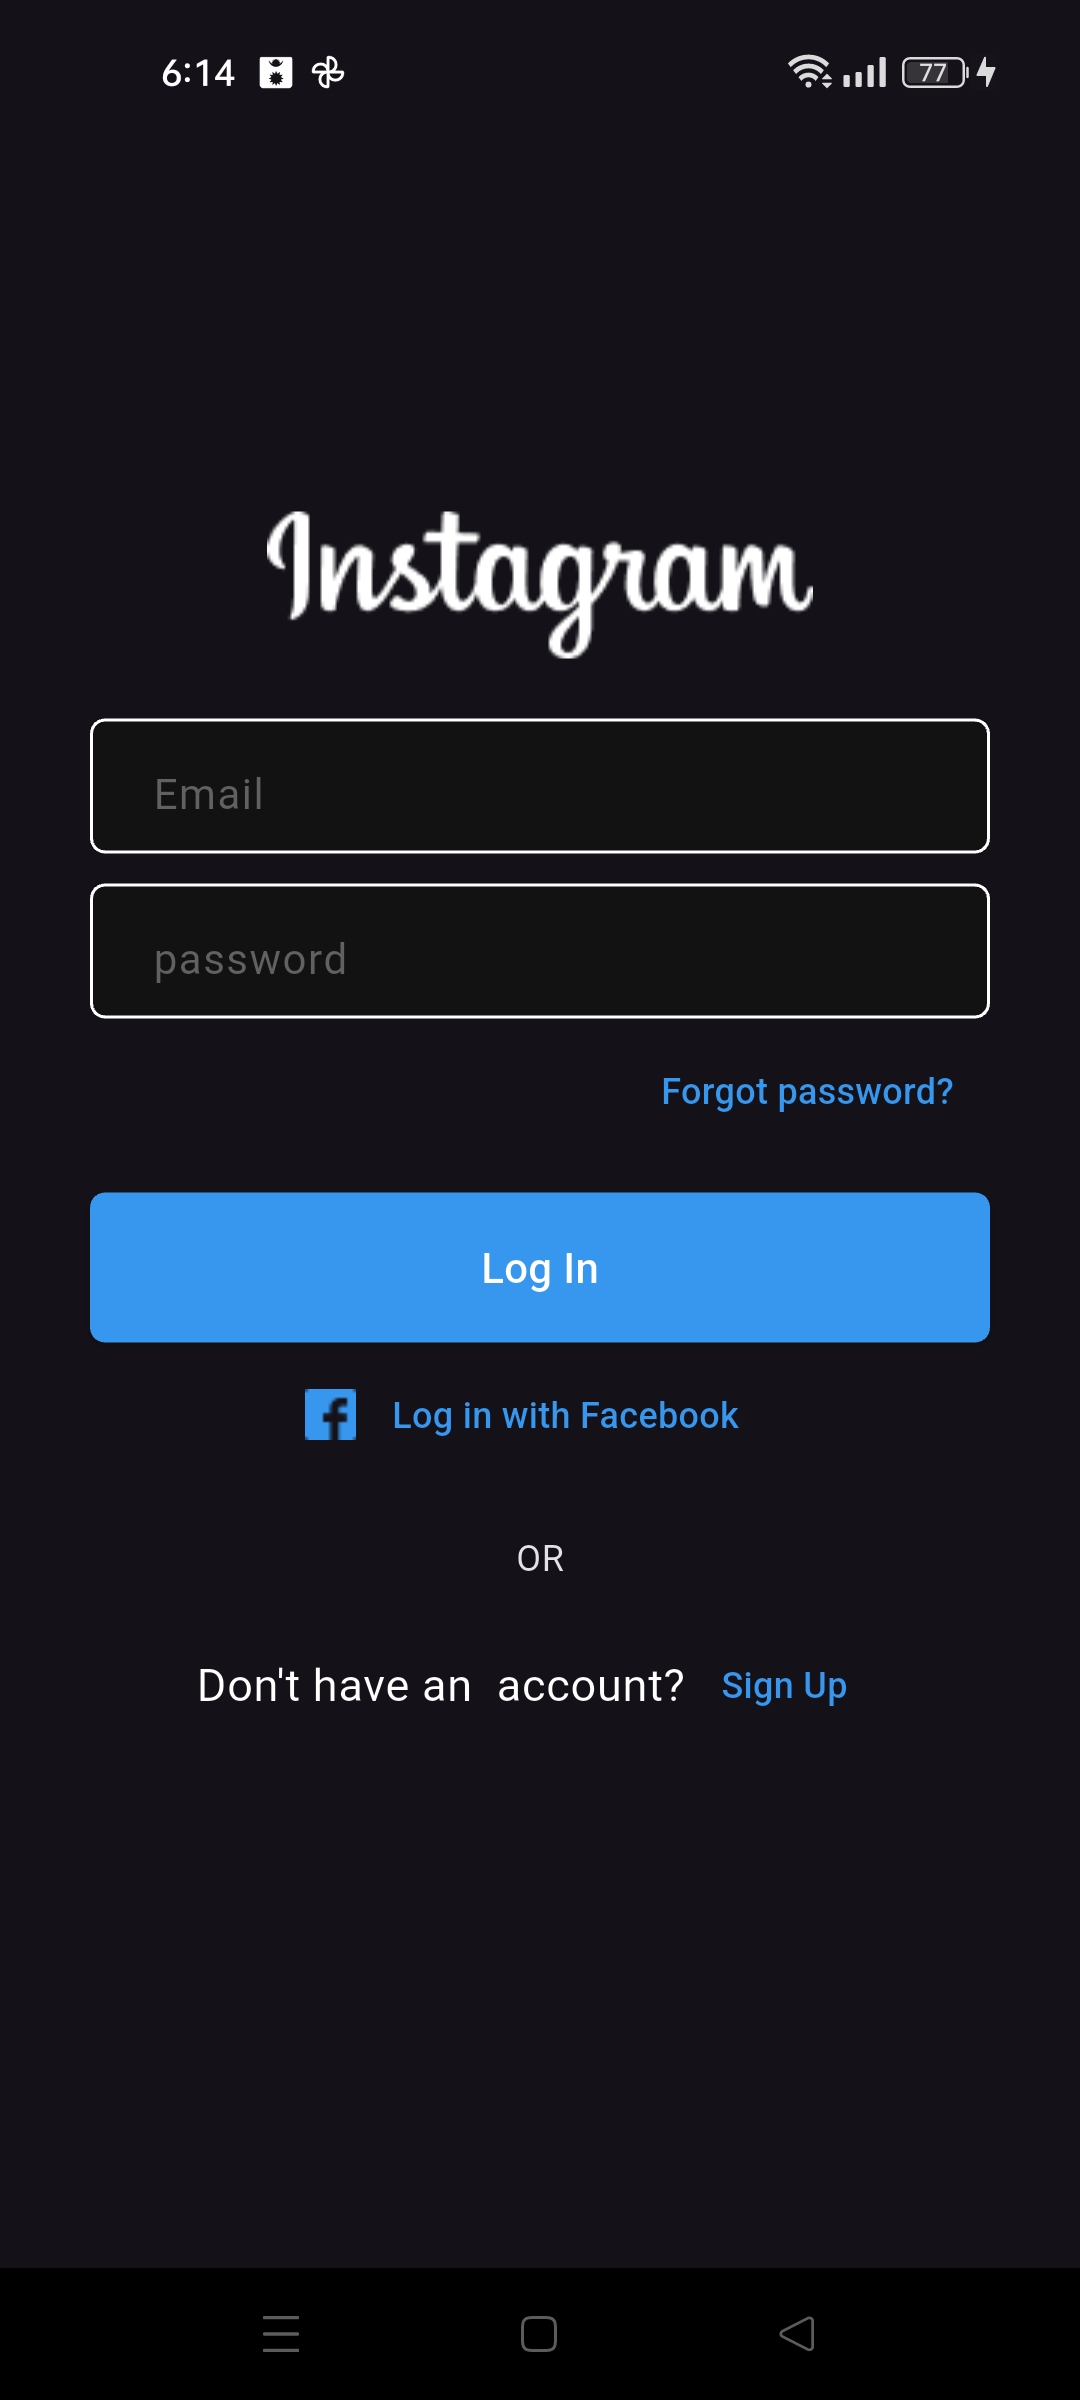 6:14 77
Instagram
Email
password
Forgot password?
Log In
Log in with Facebook
OR
Don't have an  account? Sign Up